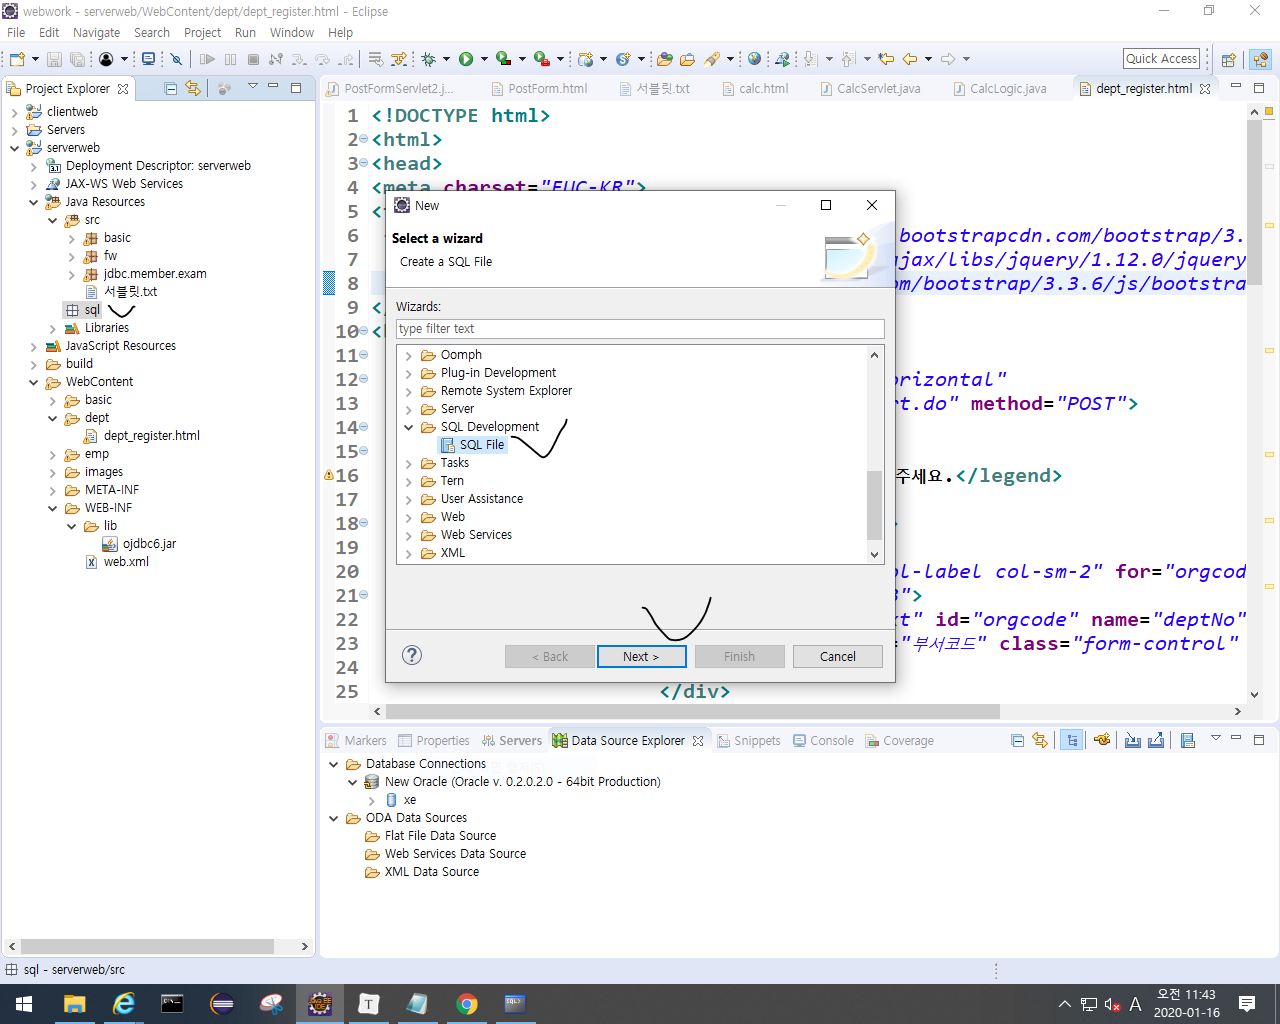 webwork - serverweb/WebContent/dept/dept_register.html - Eclipse
File Edit Navigate Search Project Run Window Help
Quick Access
Project Explorer
clientweb
Servers
serverweb
Deployment Descriptor: serverweb
JAX-WS Web Services
Java Resources
src
basic
fw
jdbc.member.exam
서블릿.txt
sql
Libraries
JavaScript Resources
build
WebContent
basic
dept
dept_register.html
emp
images
META-INF
WEB-INF
lib
ojdbc6.jar
web.xml
PostFormServlet2.j... PostForm.html 서블릿.txt calc.html CalcServlet.java CalcLogic.java dept_register.html
1 <!DOCTYPE html>
2 <html>
3 <head>
4 <meta charset="EUC-KR">
5 <
6 bootstrapcdn.com/bootstrap/3.
7 ajax/libs/jquery/1.12.0/jquery
8 om/bootstrap/3.3.6/js/bootstra
9 </
10 <
11
12 orizontal"
13 rt.do" method="POST">
14
15
16 주세요.</legend>
17
18 >
19
20 ol-label col-sm-2" for="orgcod
21 ">
22 xt" id="orgcode" name="deptNo"
23 ="부서코드" class="form-control"
24
25 </div>
New
Select a wizard
Create a SQL File
Wizards:
type filter text
Oomph
Plug-in Development
Remote System Explorer
Server
SQL Development
SQL File
Tasks
Tern
User Assistance
Web
Web Services
XML
< Back Next > Finish Cancel
Markers Properties Servers Data Source Explorer Snippets Console Coverage
Database Connections
New Oracle (Oracle v. 0.2.0.2.0 - 64bit Production)
xe
ODA Data Sources
Flat File Data Source
Web Services Data Source
XML Data Source
sql - serverweb/src
Java EE
IDE
T
SQL>
A
오전 11:43
2020-01-16